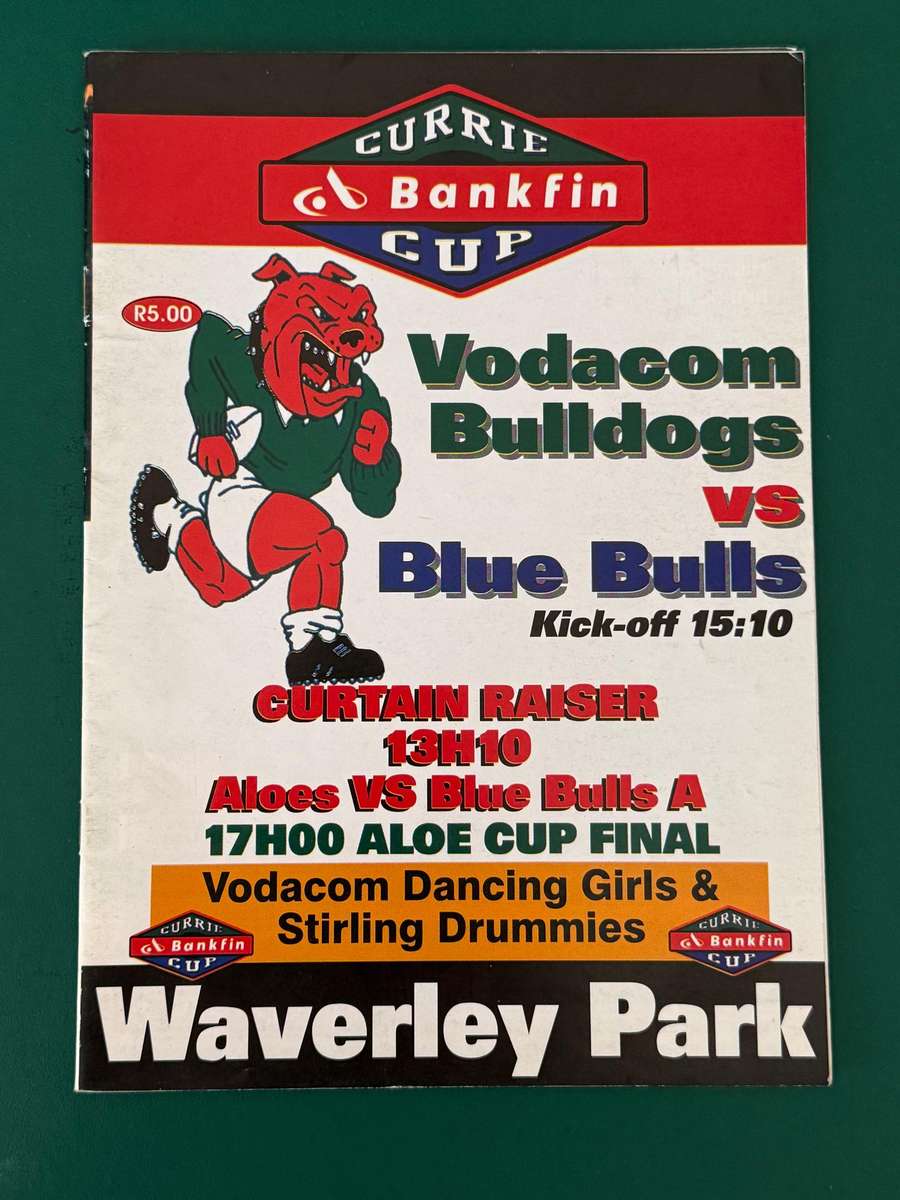 CURRIE
Bankfin
CUP
R5.00
Vodacom
Bulldogs
vs
Blue Bulls
Kick-off 15:10
CURTAIN RAISER
13H10
Aloes VS Blue Bulls A
17H00 ALOE CUP FINAL
Vodacom Dancing Girls &
Stirling Drummies
CURRIE
Bankfin
CUP
CURRIE
Bankfin
CUP
Waverley Park